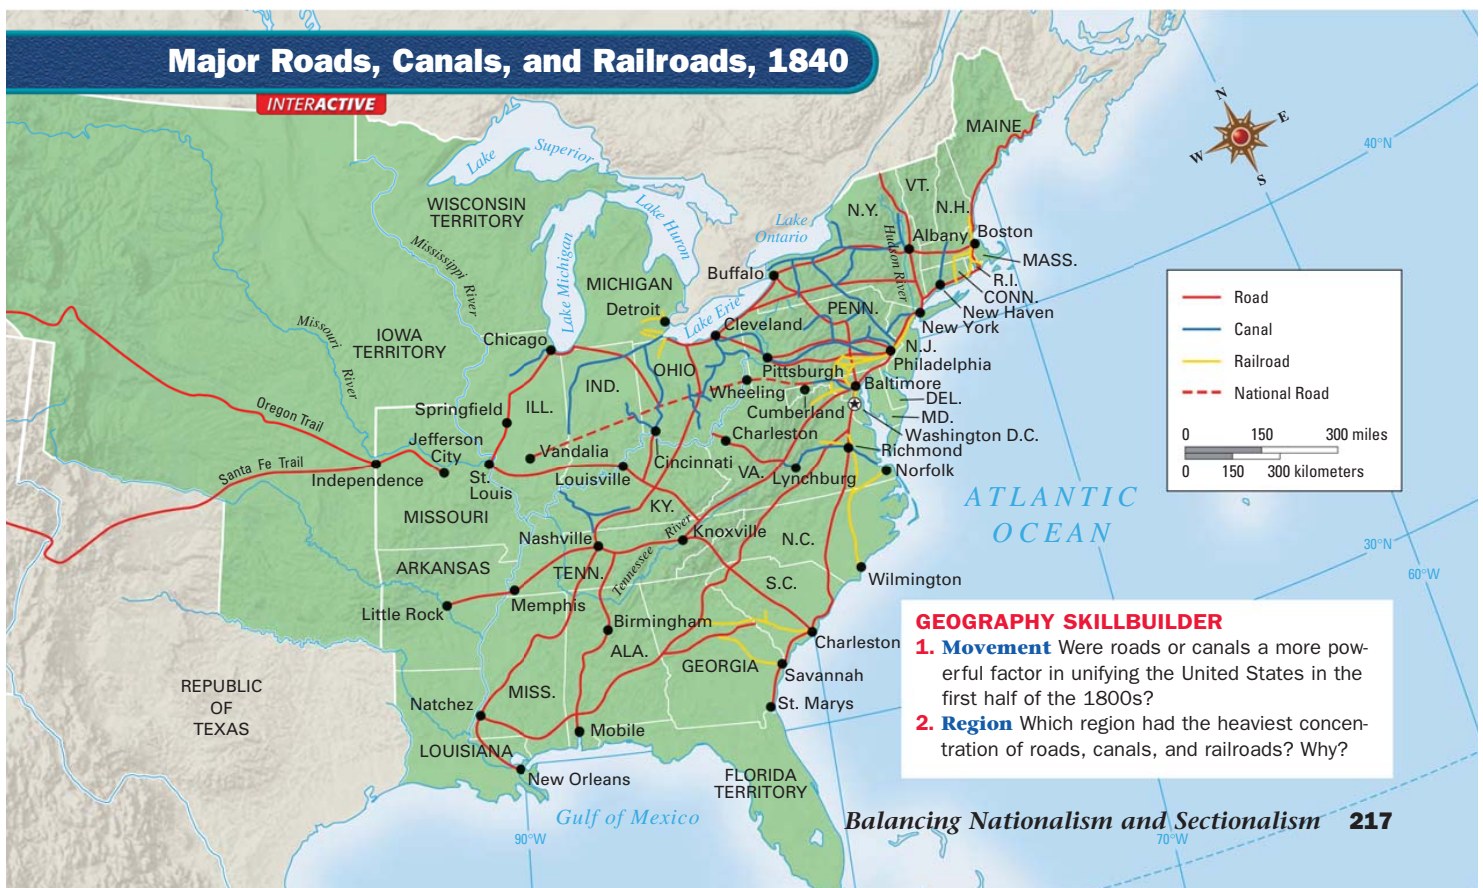 Major Roads, Canals, and Railroads, 1840
INTERACTIVE
N
E
W
S
40°N
MAINE
Lake Superior
VT.
WISCONSIN
TERRITORY
Lake Huron
N.Y.
N.H.
Lake
Ontario
Hudson River
Albany
Boston
Mississippi River
Lake Michigan
MASS.
Buffalo
MICHIGAN
R.I.
CONN.
Detroit
Lake Erie
PENN.
New Haven
Missouri River
Cleveland
New York
IOWA
TERRITORY
Chicago
N.J.
Philadelphia
OHIO
Pittsburgh
IND.
Wheeling
Baltimore
DEL.
Oregon Trail
Springfield
ILL.
Cumberland
MD.
Washington D.C.
Jefferson
City
Vandalia
Charleston
Richmond
Santa Fe Trail
Independence
St.
Louis
Louisville
Cincinnati
VA.
Lynchburg
Norfolk
MISSOURI
KY.
ATLANTIC
OCEAN
Nashville
Tennessee River
Knoxville
N.C.
30°N
60°W
ARKANSAS
TENN.
S.C.
Wilmington
Little Rock
Memphis
Birmingham
Charleston
ALA.
GEORGIA
Savannah
REPUBLIC
OF
TEXAS
MISS.
Natchez
St. Marys
Mobile
LOUISIANA
New Orleans
FLORIDA
TERRITORY
Gulf of Mexico
90°W
70°W
Road
Canal
Railroad
National Road
0 150 300 miles
0 150 300 kilometers
GEOGRAPHY SKILLBUILDER
1. Movement Were roads or canals a more pow-
erful factor in unifying the United States in the
first half of the 1800s?
2. Region Which region had the heaviest concen-
tration of roads, canals, and railroads? Why?
Balancing Nationalism and Sectionalism 217